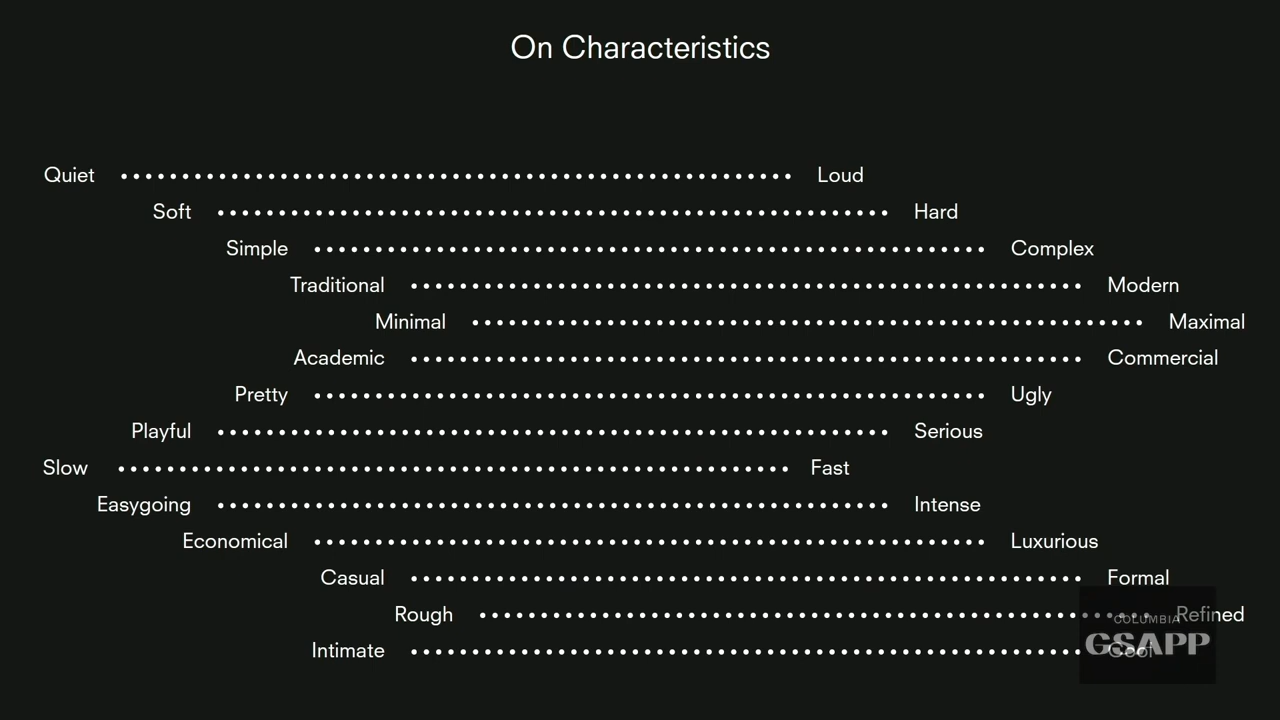 On Characteristics
Quiet Loud
Soft Hard
Simple Complex
Traditional Modern
Minimal Maximal
Academic Commercial
Pretty Ugly
Playful Serious
Slow Fast
Easygoing Intense
Economical Luxurious
Casual Formal
Rough Refined
Intimate Cool
COLUMBIA
GSAPP